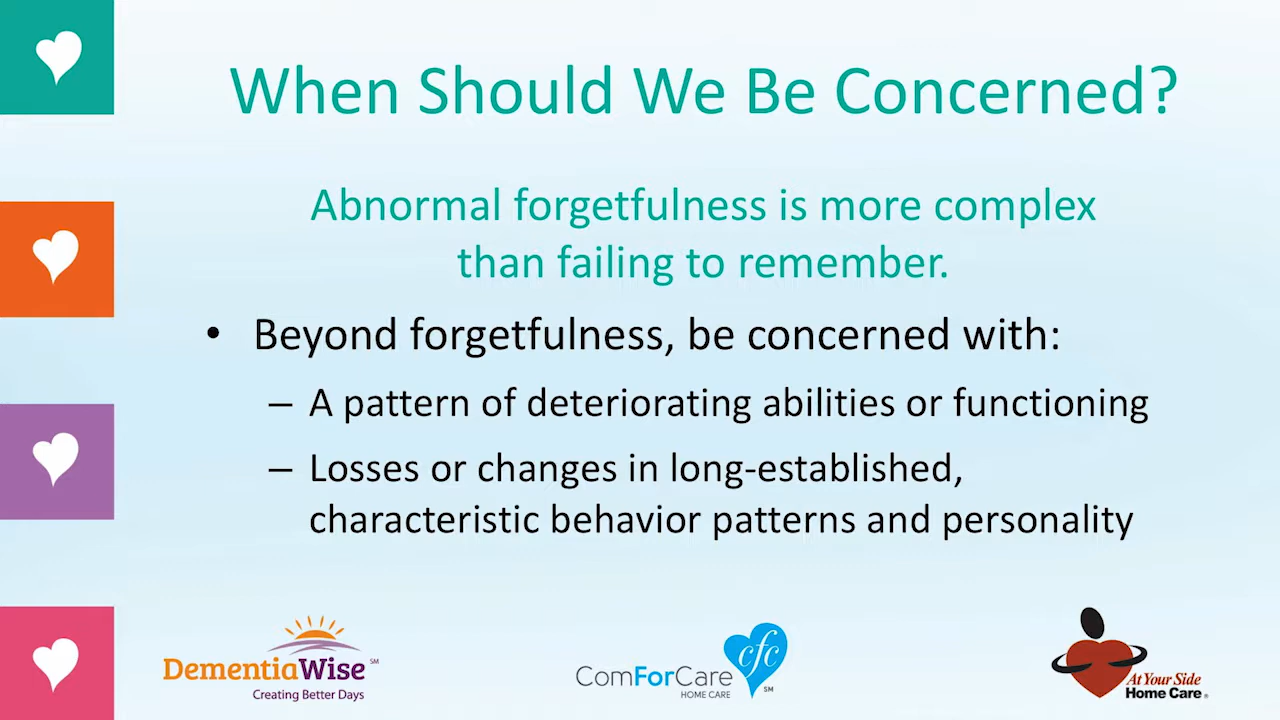 When Should We Be Concerned?
Abnormal forgetfulness is more complex
than failing to remember.
• Beyond forgetfulness, be concerned with:
– A pattern of deteriorating abilities or functioning
– Losses or changes in long-established,
characteristic behavior patterns and personality
DementiaWise℠
Creating Better Days
ComForCare
HOME CARE
cfc
℠
At Your Side
Home Care®